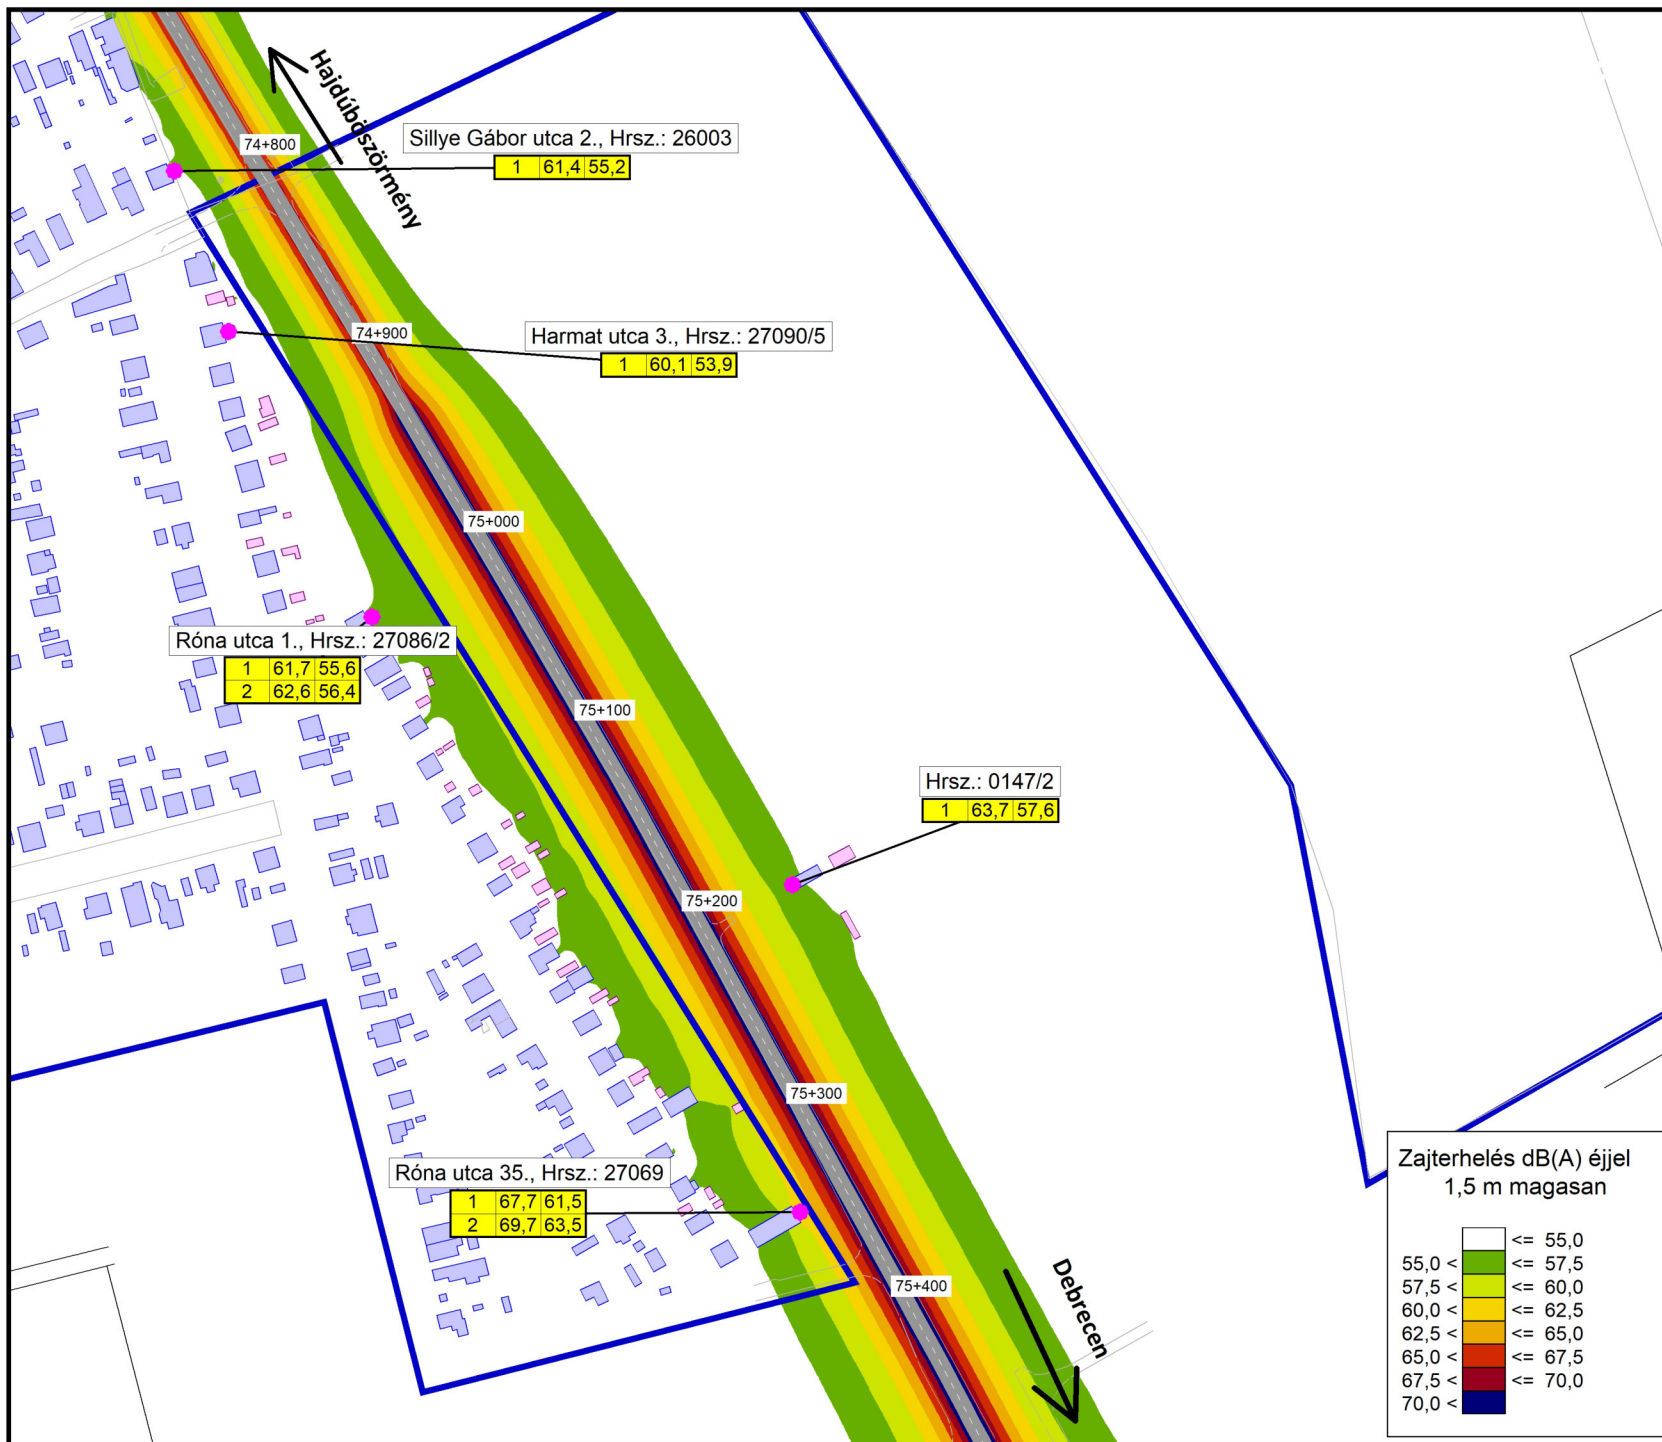 Hajdúböszörmény
74+800
Sillye Gábor utca 2., Hrsz.: 26003
1 61,4 55,2
74+900
Harmat utca 3., Hrsz.: 27090/5
1 60,1 53,9
75+000
Róna utca 1., Hrsz.: 27086/2
1 61,7 55,6
2 62,6 56,4
75+100
Hrsz.: 0147/2
1 63,7 57,6
75+200
75+300
Róna utca 35., Hrsz.: 27069
1 67,7 61,5
2 69,7 63,5
75+400
Debrecen
Zajterhelés dB(A) éjjel
1,5 m magasan
<= 55,0
55,0 < <= 57,5
57,5 < <= 60,0
60,0 < <= 62,5
62,5 < <= 65,0
65,0 < <= 67,5
67,5 < <= 70,0
70,0 <